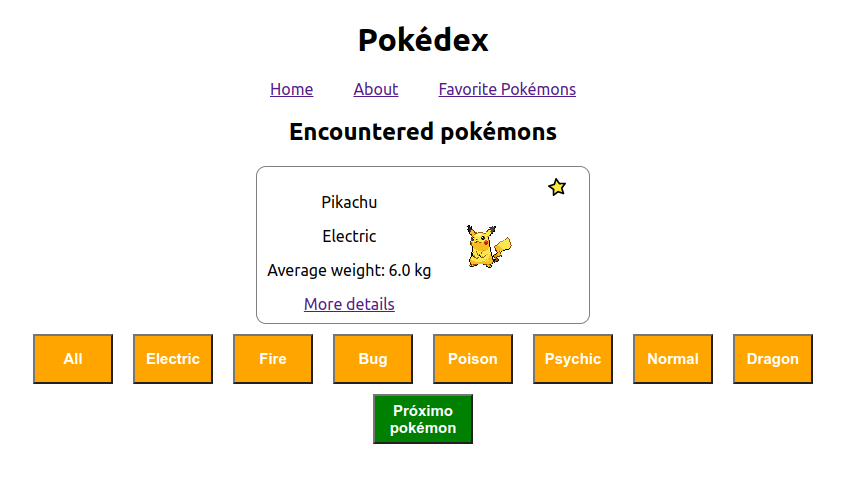 Pokédex
Home About Favorite Pokémons
Encountered pokémons
Pikachu
Electric
Average weight: 6.0 kg
More details
All Electric Fire Bug Poison Psychic Normal Dragon
Próximo
pokémon